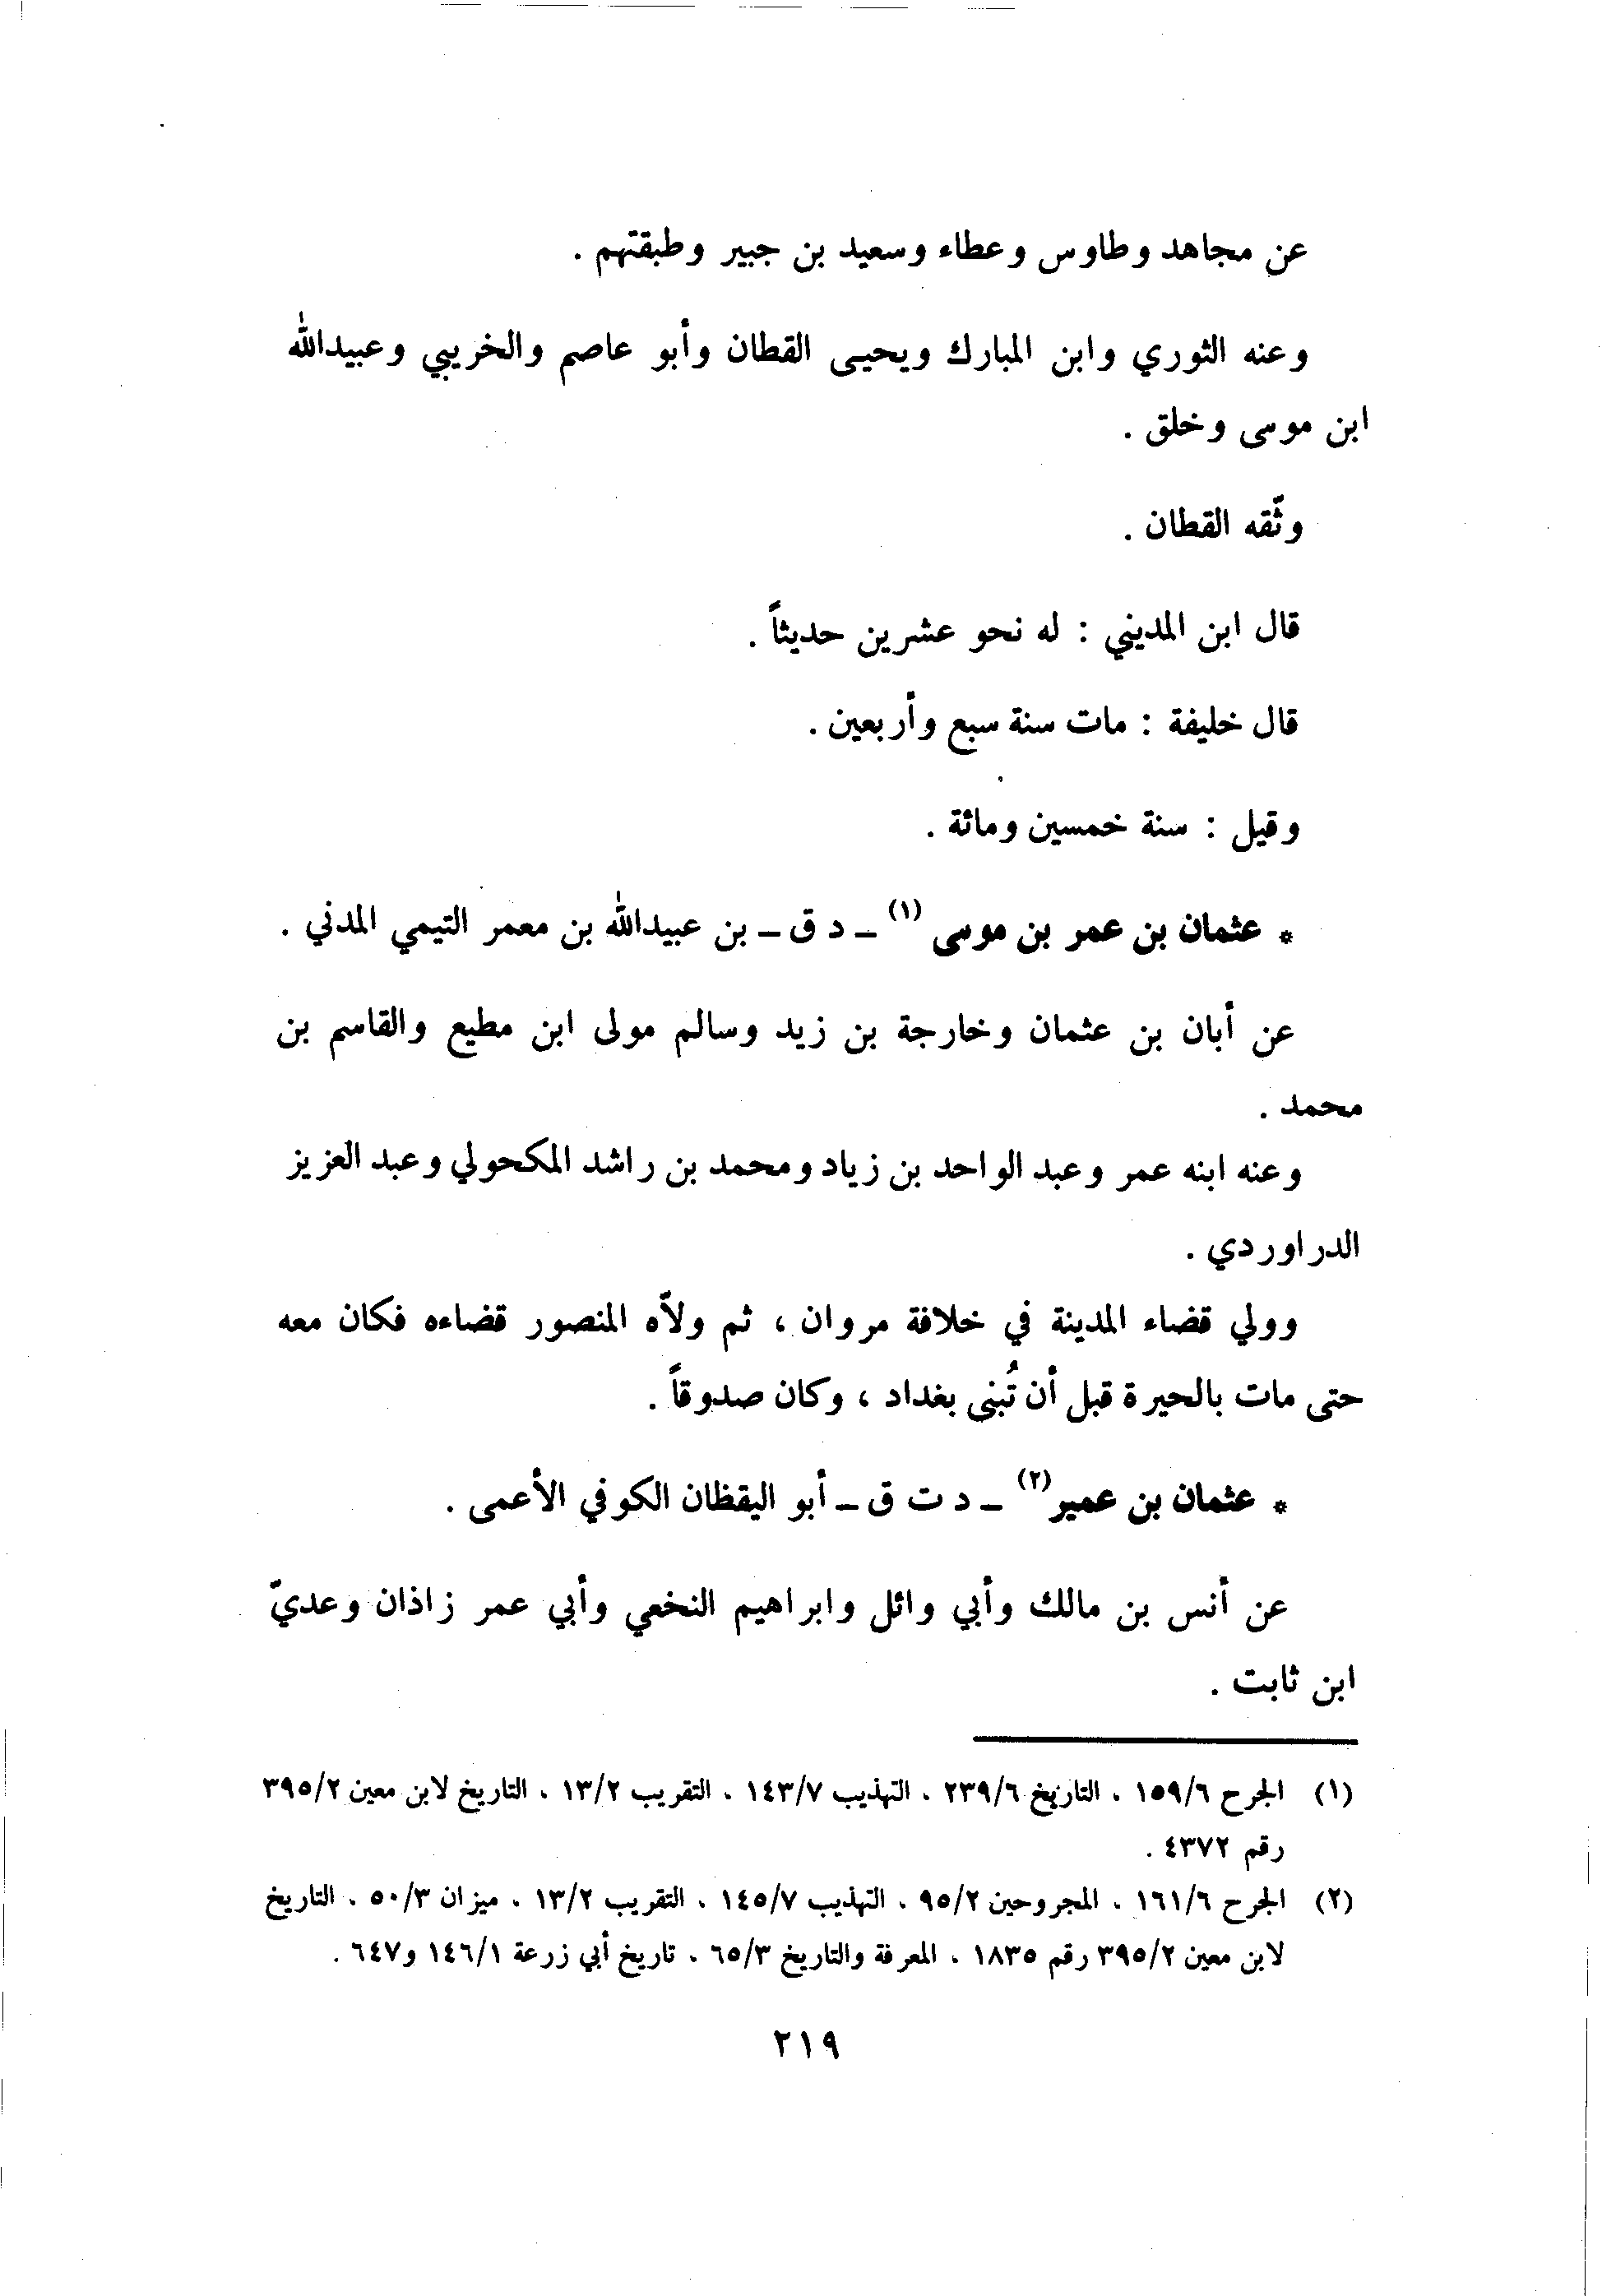 عن مجاهد وطاوس وعطاء وسعيد بن جبير وطبقتهم .
وعنه الثوري وابن المبارك ويحيى القطان وأبو عاصم والخريبي وعبيدالله
ابن موسى وخلق .
وثّقه القطان .
قال ابن المديني : له نحو عشرين حديثاً .
قال خليفة : مات سنة سبع وأربعين .
وقيل : سنة خمسين ومائة .
* عثمان بن عمر بن موسى (١) ــ د ق ــ بن عبيدالله بن معمر التيمي المدني .
عن أبان بن عثمان وخارجة بن زيد وسالم مولى ابن مطيع والقاسم بن
محمد .
وعنه ابنه عمر وعبد الواحد بن زياد ومحمد بن راشد المكحولي وعبد العزيز
الدراوردي .
وولي قضاء المدينة في خلافة مروان ، ثم ولاّه المنصور قضاءه فكان معه
حتى مات بالحيرة قبل أن تُبنى بغداد ، وكان صدوقاً .
* عثمان بن عمير (٢) ــ د ت ق ــ أبو اليقظان الكوفي الأعمى .
عن أنس بن مالك وأبي وائل وابراهيم النخعي وأبي عمر زاذان وعديّ
ابن ثابت .
(١) الجرح ١٥٩/٦ ، التاريخ ٢٣٩/٦ ، التهذيب ١٤٣/٧ ، التقريب ١٣/٢ ، التاريخ لابن معين ٣٩٥/٢
رقم ٤٣٧٢ .
(٢) الجرح ١٦١/٦ ، المجروحين ٩٥/٢ ، التهذيب ١٤٥/٧ ، التقريب ١٣/٢ ، ميزان ٥٠/٣ ، التاريخ
لابن معين ٣٩٥/٢ رقم ١٨٣٥ ، المعرفة والتاريخ ٦٥/٣ ، تاريخ أبي زرعة ١٤٦/١ و٦٤٧ .
٢١٩